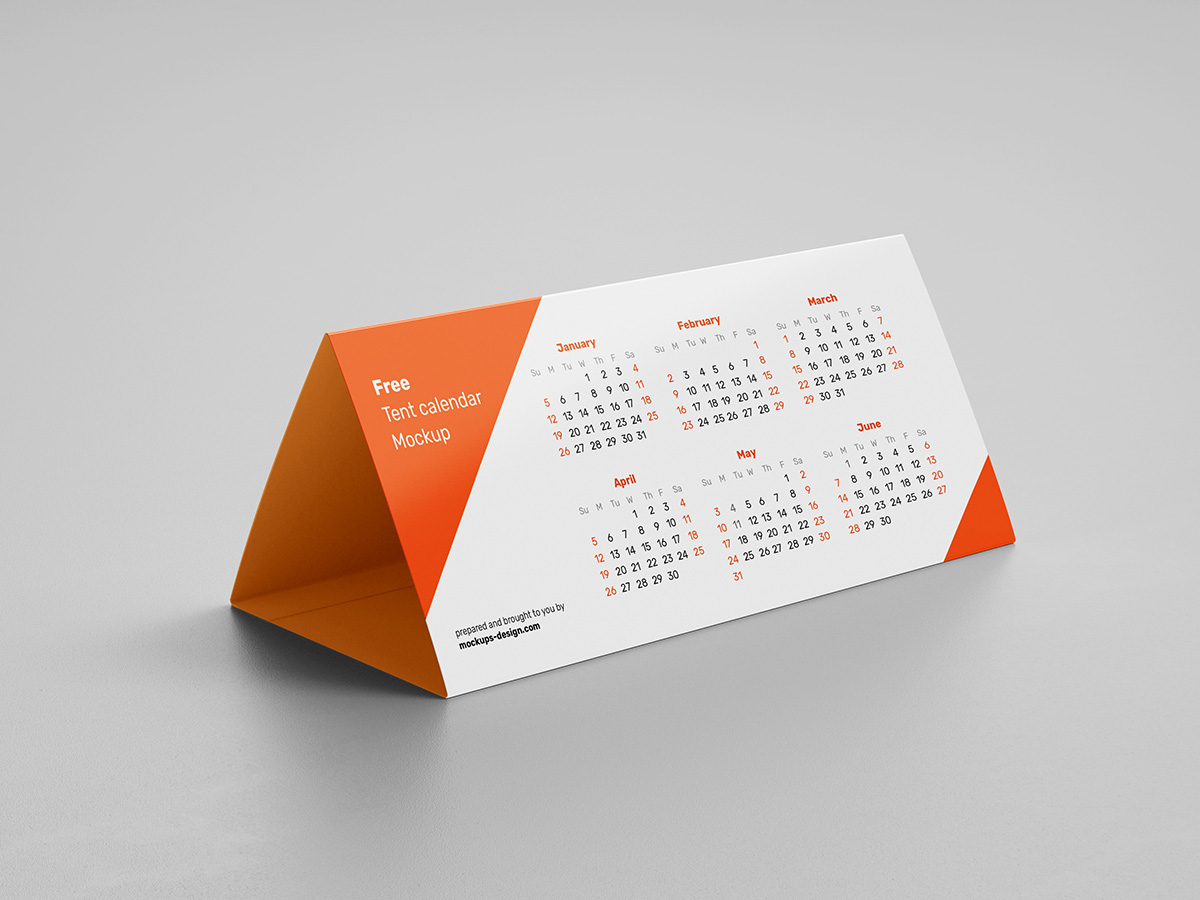 Free
Tent calendar
Mockup
January
Su M Tu W Th F Sa
1 2 3 4
5 6 7 8 9 10 11
12 13 14 15 16 17 18
19 20 21 22 23 24 25
26 27 28 29 30 31
February
Su M Tu W Th F Sa
1
2 3 4 5 6 7 8
9 10 11 12 13 14 15
16 17 18 19 20 21 22
23 24 25 26 27 28 29
March
Su M Tu W Th F Sa
1 2 3 4 5 6 7
8 9 10 11 12 13 14
15 16 17 18 19 20 21
22 23 24 25 26 27 28
29 30 31
April
Su M Tu W Th F Sa
1 2 3 4
5 6 7 8 9 10 11
12 13 14 15 16 17 18
19 20 21 22 23 24 25
26 27 28 29 30
May
Su M Tu W Th F Sa
1 2
3 4 5 6 7 8 9
10 11 12 13 14 15 16
17 18 19 20 21 22 23
24 25 26 27 28 29 30
31
June
Su M Tu W Th F Sa
1 2 3 4 5 6
7 8 9 10 11 12 13
14 15 16 17 18 19 20
21 22 23 24 25 26 27
28 29 30
prepared and brought to you by
mockups-design.com